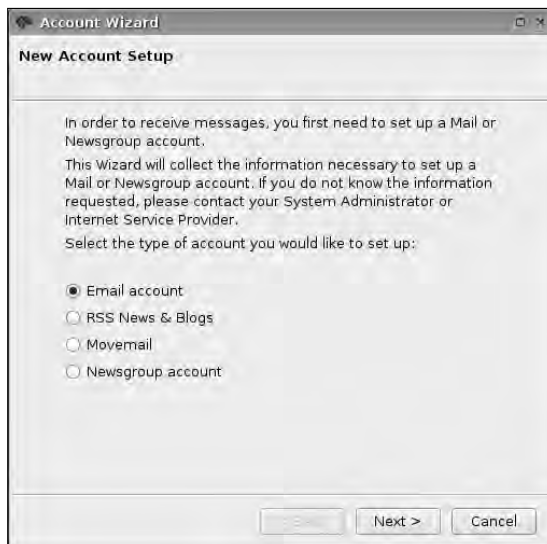 Account Wizard
New Account Setup
In order to receive messages, you first need to set up a Mail or
Newsgroup account.
This Wizard will collect the information necessary to set up a
Mail or Newsgroup account. If you do not know the information
requested, please contact your System Administrator or
Internet Service Provider.
Select the type of account you would like to set up:
Email account
RSS News & Blogs
Movemail
Newsgroup account
Next >
Cancel